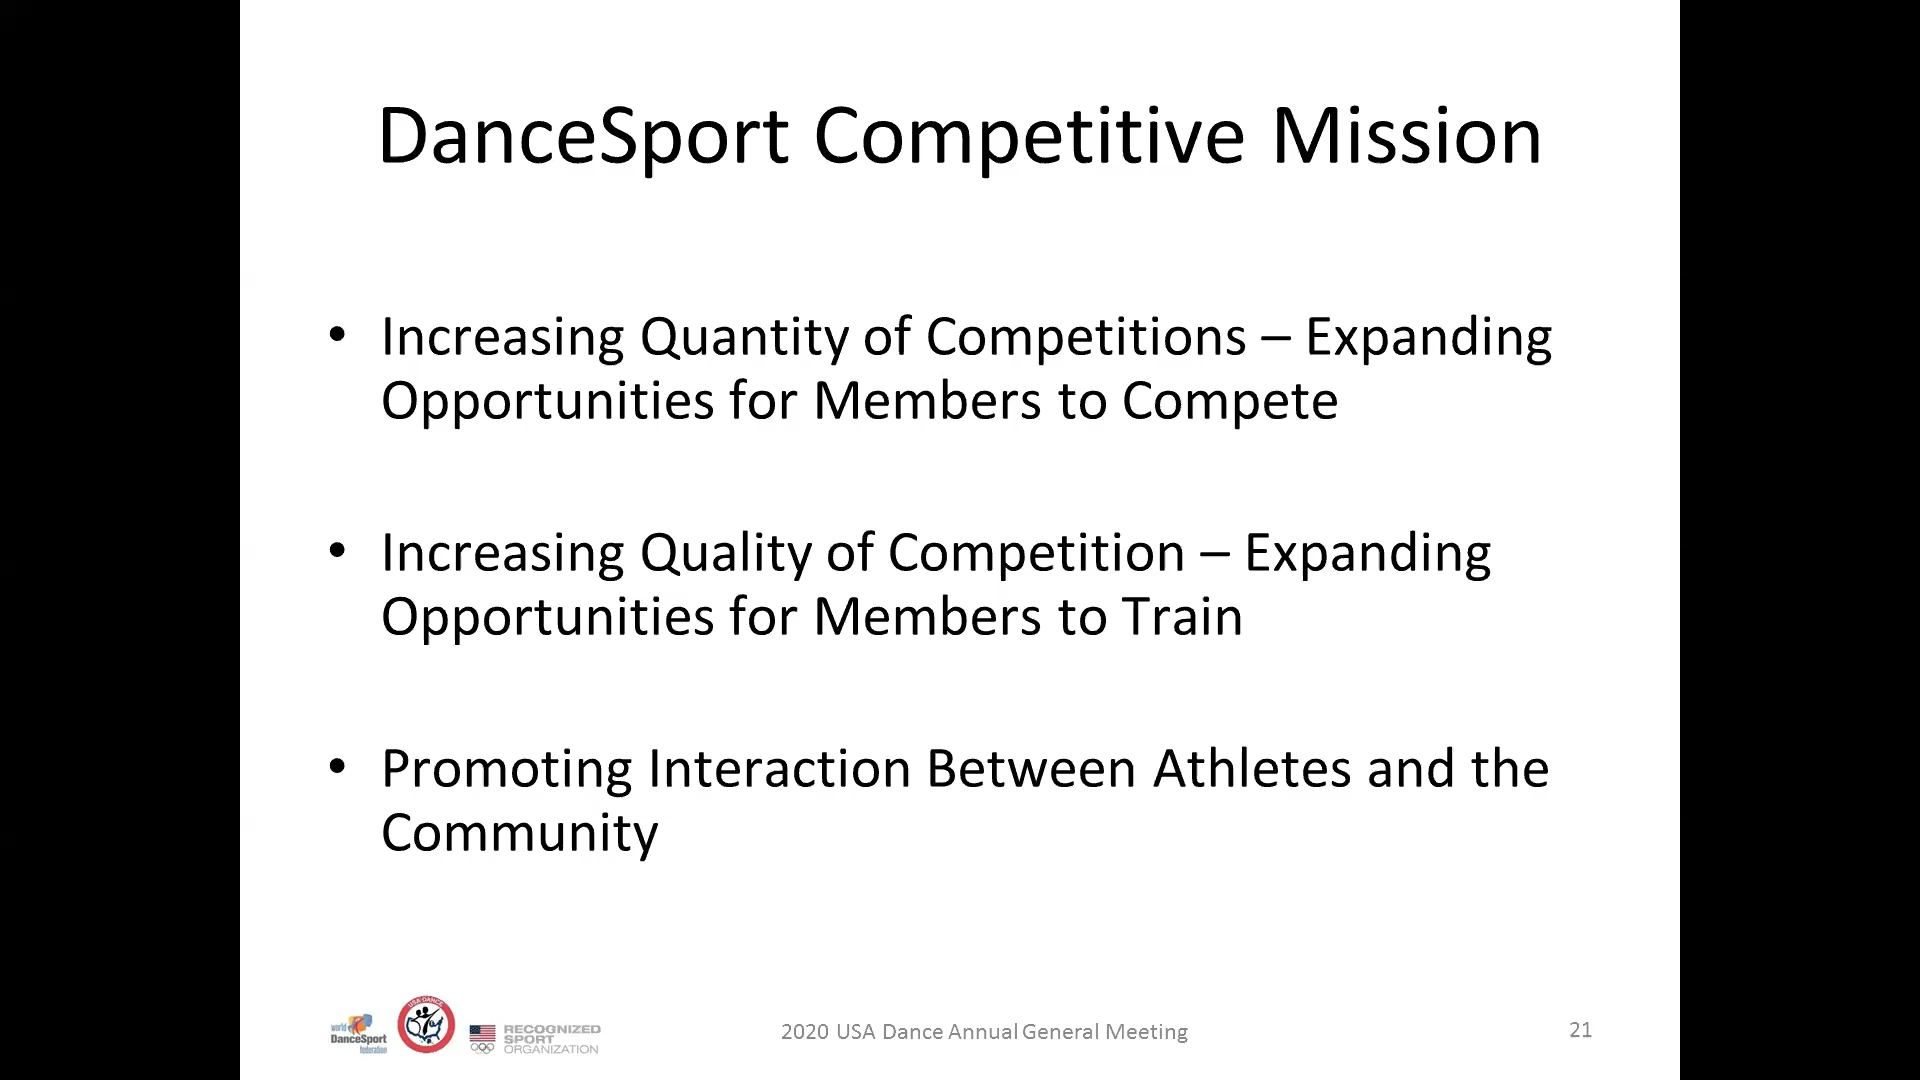 DanceSport Competitive Mission
• Increasing Quantity of Competitions – Expanding
Opportunities for Members to Compete
• Increasing Quality of Competition – Expanding
Opportunities for Members to Train
• Promoting Interaction Between Athletes and the
Community
world
DanceSport
federation
USA DANCE
RECOGNIZED
SPORT
ORGANIZATION
2020 USA Dance Annual General Meeting
21